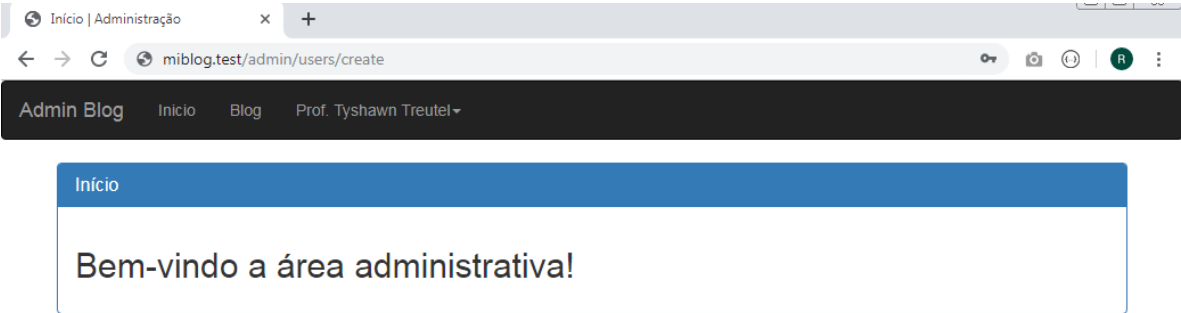 Início | Administração
miblog.test/admin/users/create
R
Admin Blog Inicio Blog Prof. Tyshawn Treutel
Início
Bem-vindo a área administrativa!